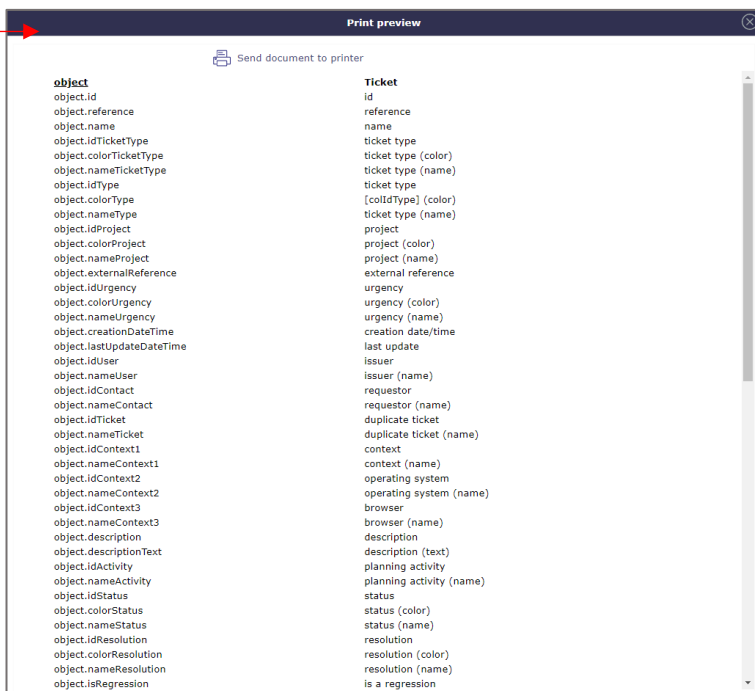 Print preview
Send document to printer
object Ticket
object.id id
object.reference reference
object.name name
object.idTicketType ticket type
object.colorTicketType ticket type (color)
object.nameTicketType ticket type (name)
object.idType ticket type
object.colorType [colIdType] (color)
object.nameType ticket type (name)
object.idProject project
object.colorProject project (color)
object.nameProject project (name)
object.externalReference external reference
object.idUrgency urgency
object.colorUrgency urgency (color)
object.nameUrgency urgency (name)
object.creationDateTime creation date/time
object.lastUpdateDateTime last update
object.idUser issuer
object.nameUser issuer (name)
object.idContact requestor
object.nameContact requestor (name)
object.idTicket duplicate ticket
object.nameTicket duplicate ticket (name)
object.idContext1 context
object.nameContext1 context (name)
object.idContext2 operating system
object.nameContext2 operating system (name)
object.idContext3 browser
object.nameContext3 browser (name)
object.description description
object.descriptionText description (text)
object.idActivity planning activity
object.nameActivity planning activity (name)
object.idStatus status
object.colorStatus status (color)
object.nameStatus status (name)
object.idResolution resolution
object.colorResolution resolution (color)
object.nameResolution resolution (name)
object.isRegression is a regression